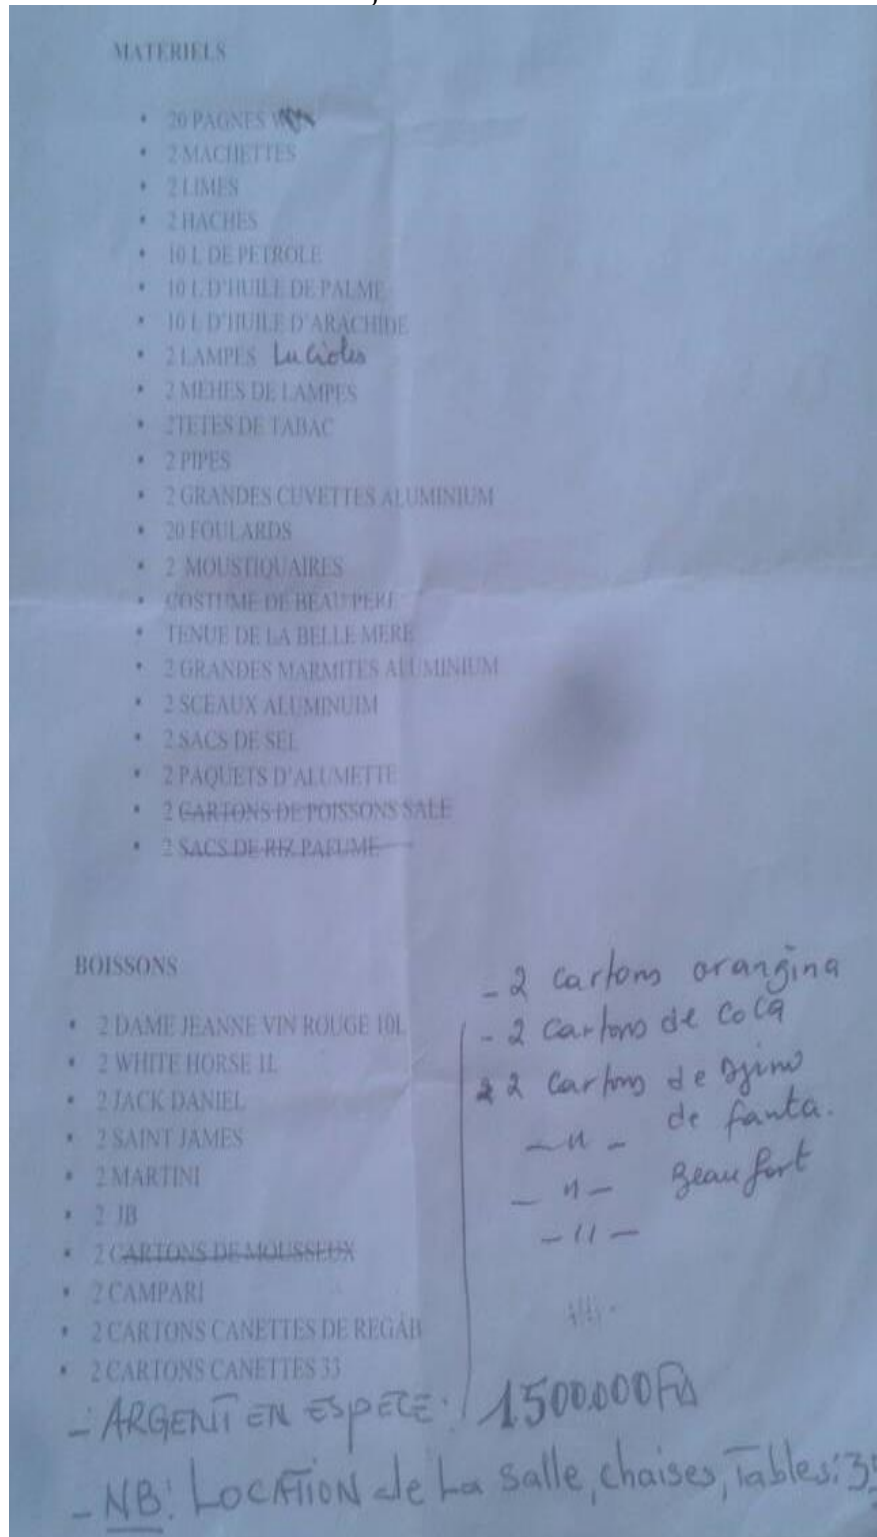 MATERIELS
• 20 PAGNES
• 2 MACHETTES
• 2 LIMES
• 2 HACHES
• 10 L DE PETROLE
• 10 L D'HUILE DE PALME
• 10 L D'HUILE D'ARACHIDE
• 2 LAMPES Lucioles
• 2 MEHES DE LAMPES
• 2TETES DE TABAC
• 2 PIPES
• 2 GRANDES CUVETTES ALUMINIUM
• 20 FOULARDS
• 2 MOUSTIQUAIRES
• COSTUME DE BEAU PERE
• TENUE DE LA BELLE MERE
• 2 GRANDES MARMITES ALUMINIUM
• 2 SCEAUX ALUMINUIM
• 2 SACS DE SEL
• 2 PAQUETS D'ALUMETTE
• 2 CARTONS DE POISSONS SALE
• 2 SACS DE RIZ PAFUME
BOISSONS
• 2 DAME JEANNE VIN ROUGE 10L
• 2 WHITE HORSE 1L
• 2 JACK DANIEL
• 2 SAINT JAMES
• 2 MARTINI
• 2 JB
• 2 CARTONS DE MOUSSEUX
• 2 CAMPARI
• 2 CARTONS CANETTES DE REGAB
• 2 CARTONS CANETTES 33
- 2 Cartons orangina
- 2 Cartons de Coca
2 Cartons de Djino
- " - de fanta.
- " - Beaufort
- " -
- ARGENT EN ESPECE: 1500.000 F
- NB: LOCATION de La Salle, chaises, Tables: 3